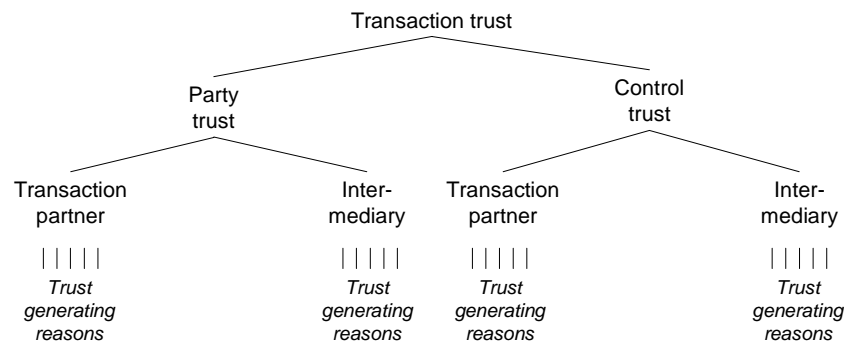 Transaction trust
Party
trust
Control
trust
Transaction
partner
Inter-
mediary
Transaction
partner
Inter-
mediary
Trust
generating
reasons
Trust
generating
reasons
Trust
generating
reasons
Trust
generating
reasons